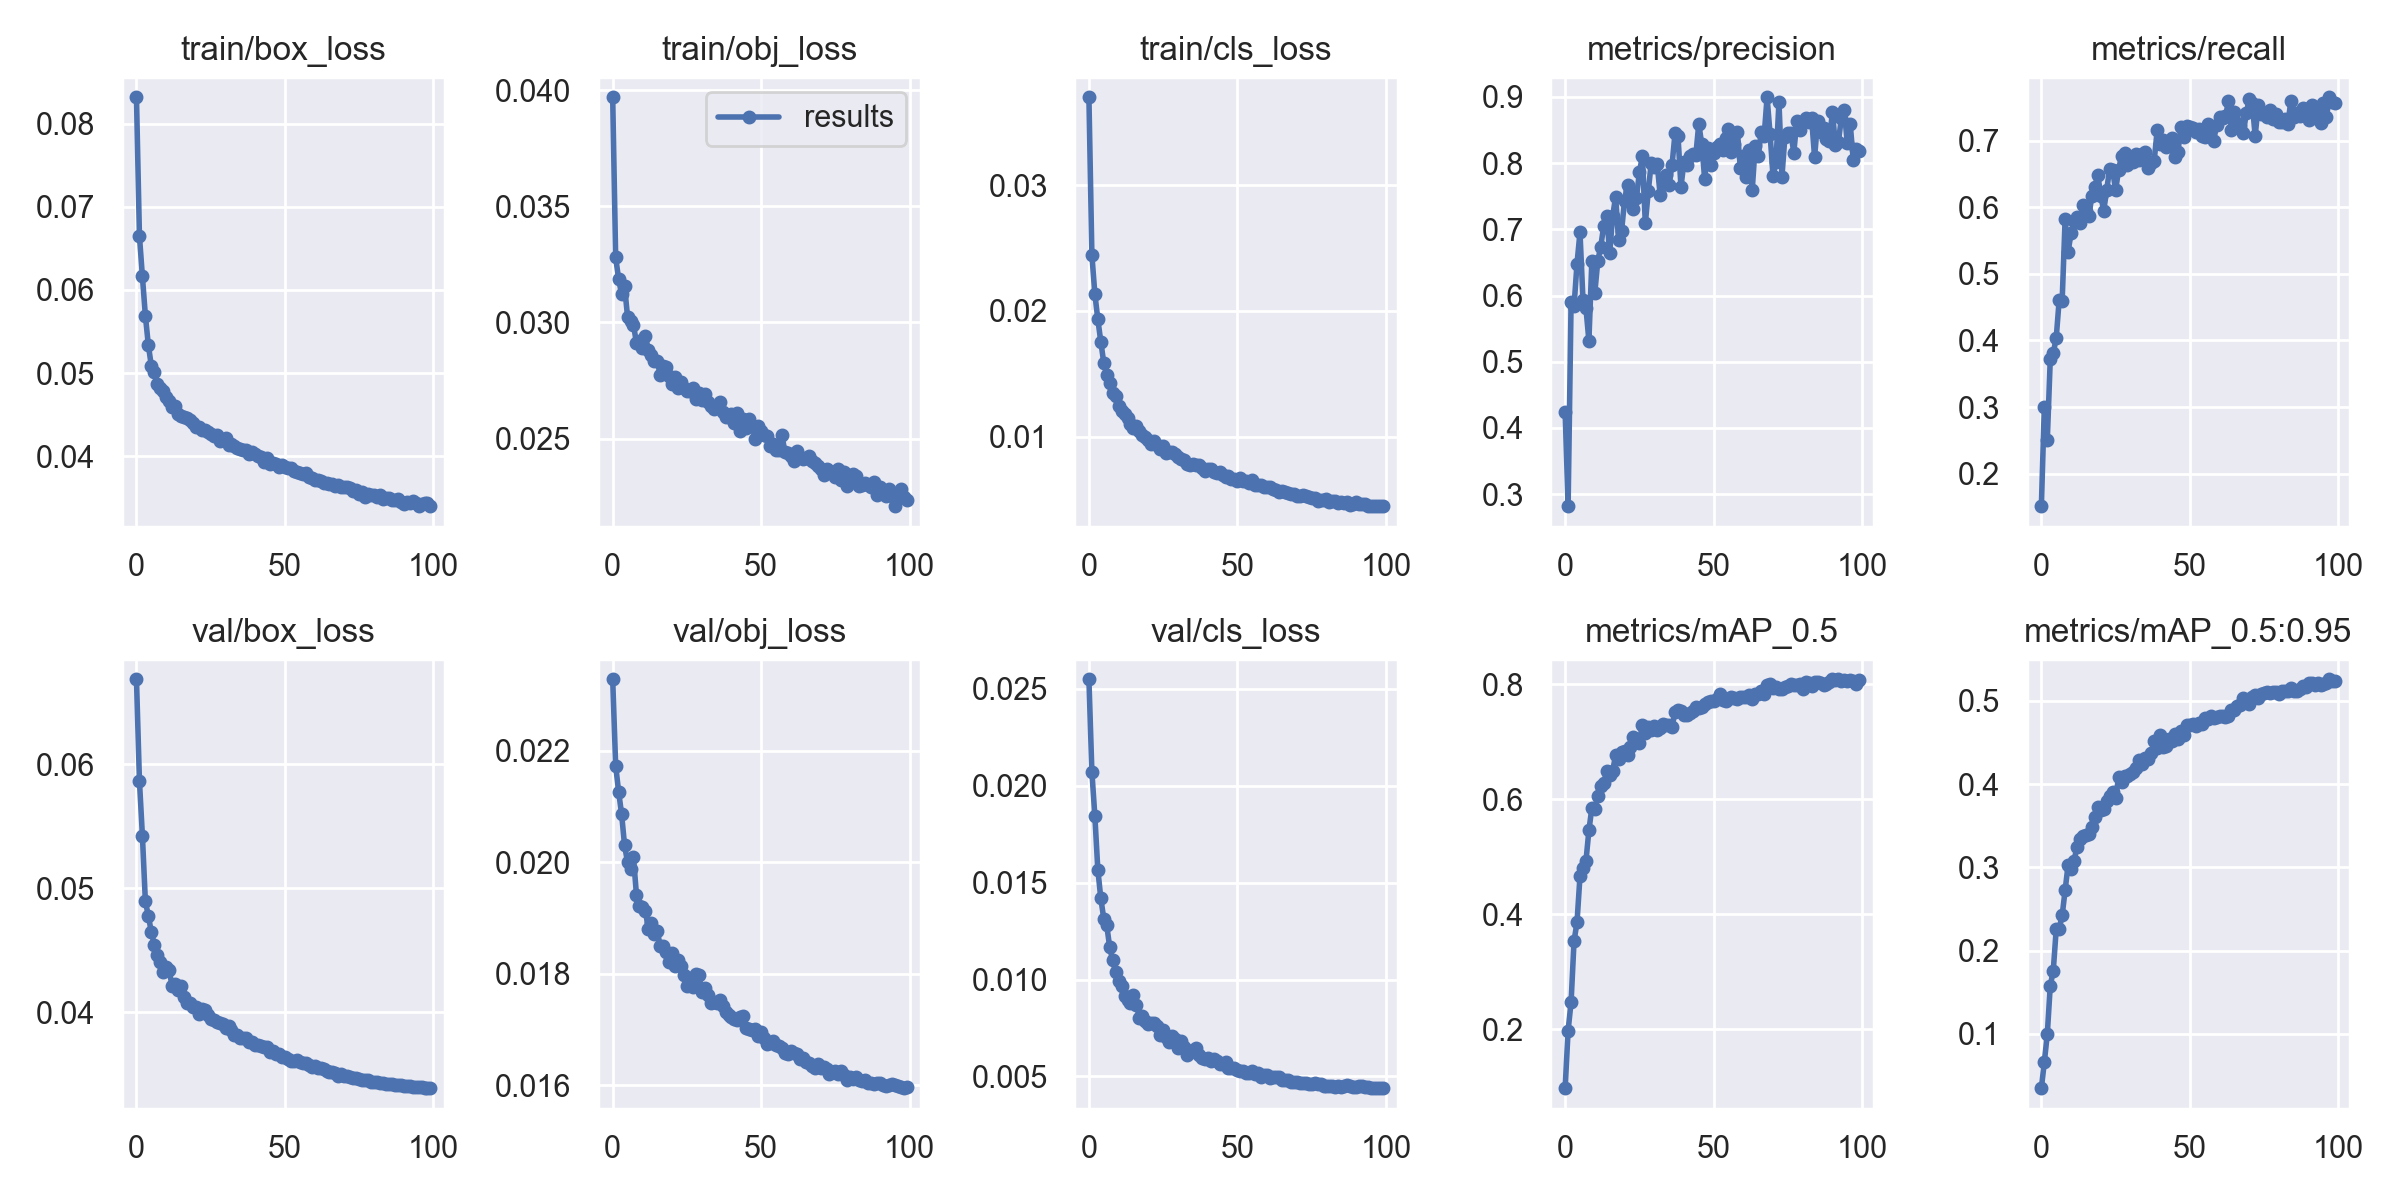 train/box_loss
0.08
0.07
0.06
0.05
0.04
0 50 100
train/obj_loss
0.040
0.035
0.030
0.025
results
0 50 100
train/cls_loss
0.03
0.02
0.01
0 50 100
metrics/precision
0.9
0.8
0.7
0.6
0.5
0.4
0.3
0 50 100
metrics/recall
0.7
0.6
0.5
0.4
0.3
0.2
0 50 100
val/box_loss
0.06
0.05
0.04
0 50 100
val/obj_loss
0.022
0.020
0.018
0.016
0 50 100
val/cls_loss
0.025
0.020
0.015
0.010
0.005
0 50 100
metrics/mAP_0.5
0.8
0.6
0.4
0.2
0 50 100
metrics/mAP_0.5:0.95
0.5
0.4
0.3
0.2
0.1
0 50 100